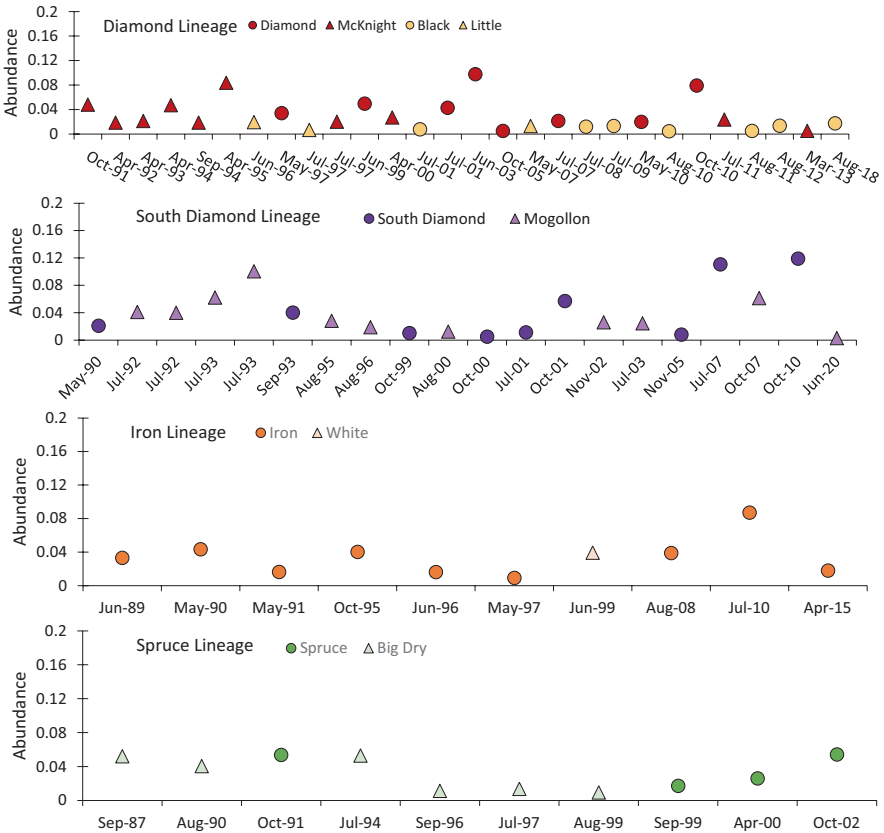 Diamond Lineage Diamond McKnight Black Little
Abundance
0.2
0.16
0.12
0.08
0.04
0
Oct-91 Apr-92 Apr-93 Apr-94 Sep-94 Apr-95 Jun-96 May-97 Jul-97 Jul-97 Jun-99 Apr-00 Jul-01 Jul-01 Jun-03 Oct-05 May-07 Jul-07 Jul-08 Jul-09 May-10 Aug-10 Oct-10 Jul-11 Aug-11 Aug-12 Mar-13 Aug-18
South Diamond Lineage South Diamond Mogollon
Abundance
0.2
0.16
0.12
0.08
0.04
0
May-90 Jul-92 Jul-92 Jul-93 Jul-93 Sep-93 Aug-95 Aug-96 Oct-99 Aug-00 Oct-00 Jul-01 Oct-01 Nov-02 Jul-03 Nov-05 Jul-07 Oct-07 Oct-10 Jun-20
Iron Lineage Iron White
Abundance
0.2
0.16
0.12
0.08
0.04
0
Jun-89 May-90 May-91 Oct-95 Jun-96 May-97 Jun-99 Aug-08 Jul-10 Apr-15
Spruce Lineage Spruce Big Dry
Abundance
0.2
0.16
0.12
0.08
0.04
0
Sep-87 Aug-90 Oct-91 Jul-94 Sep-96 Jul-97 Aug-99 Sep-99 Apr-00 Oct-02